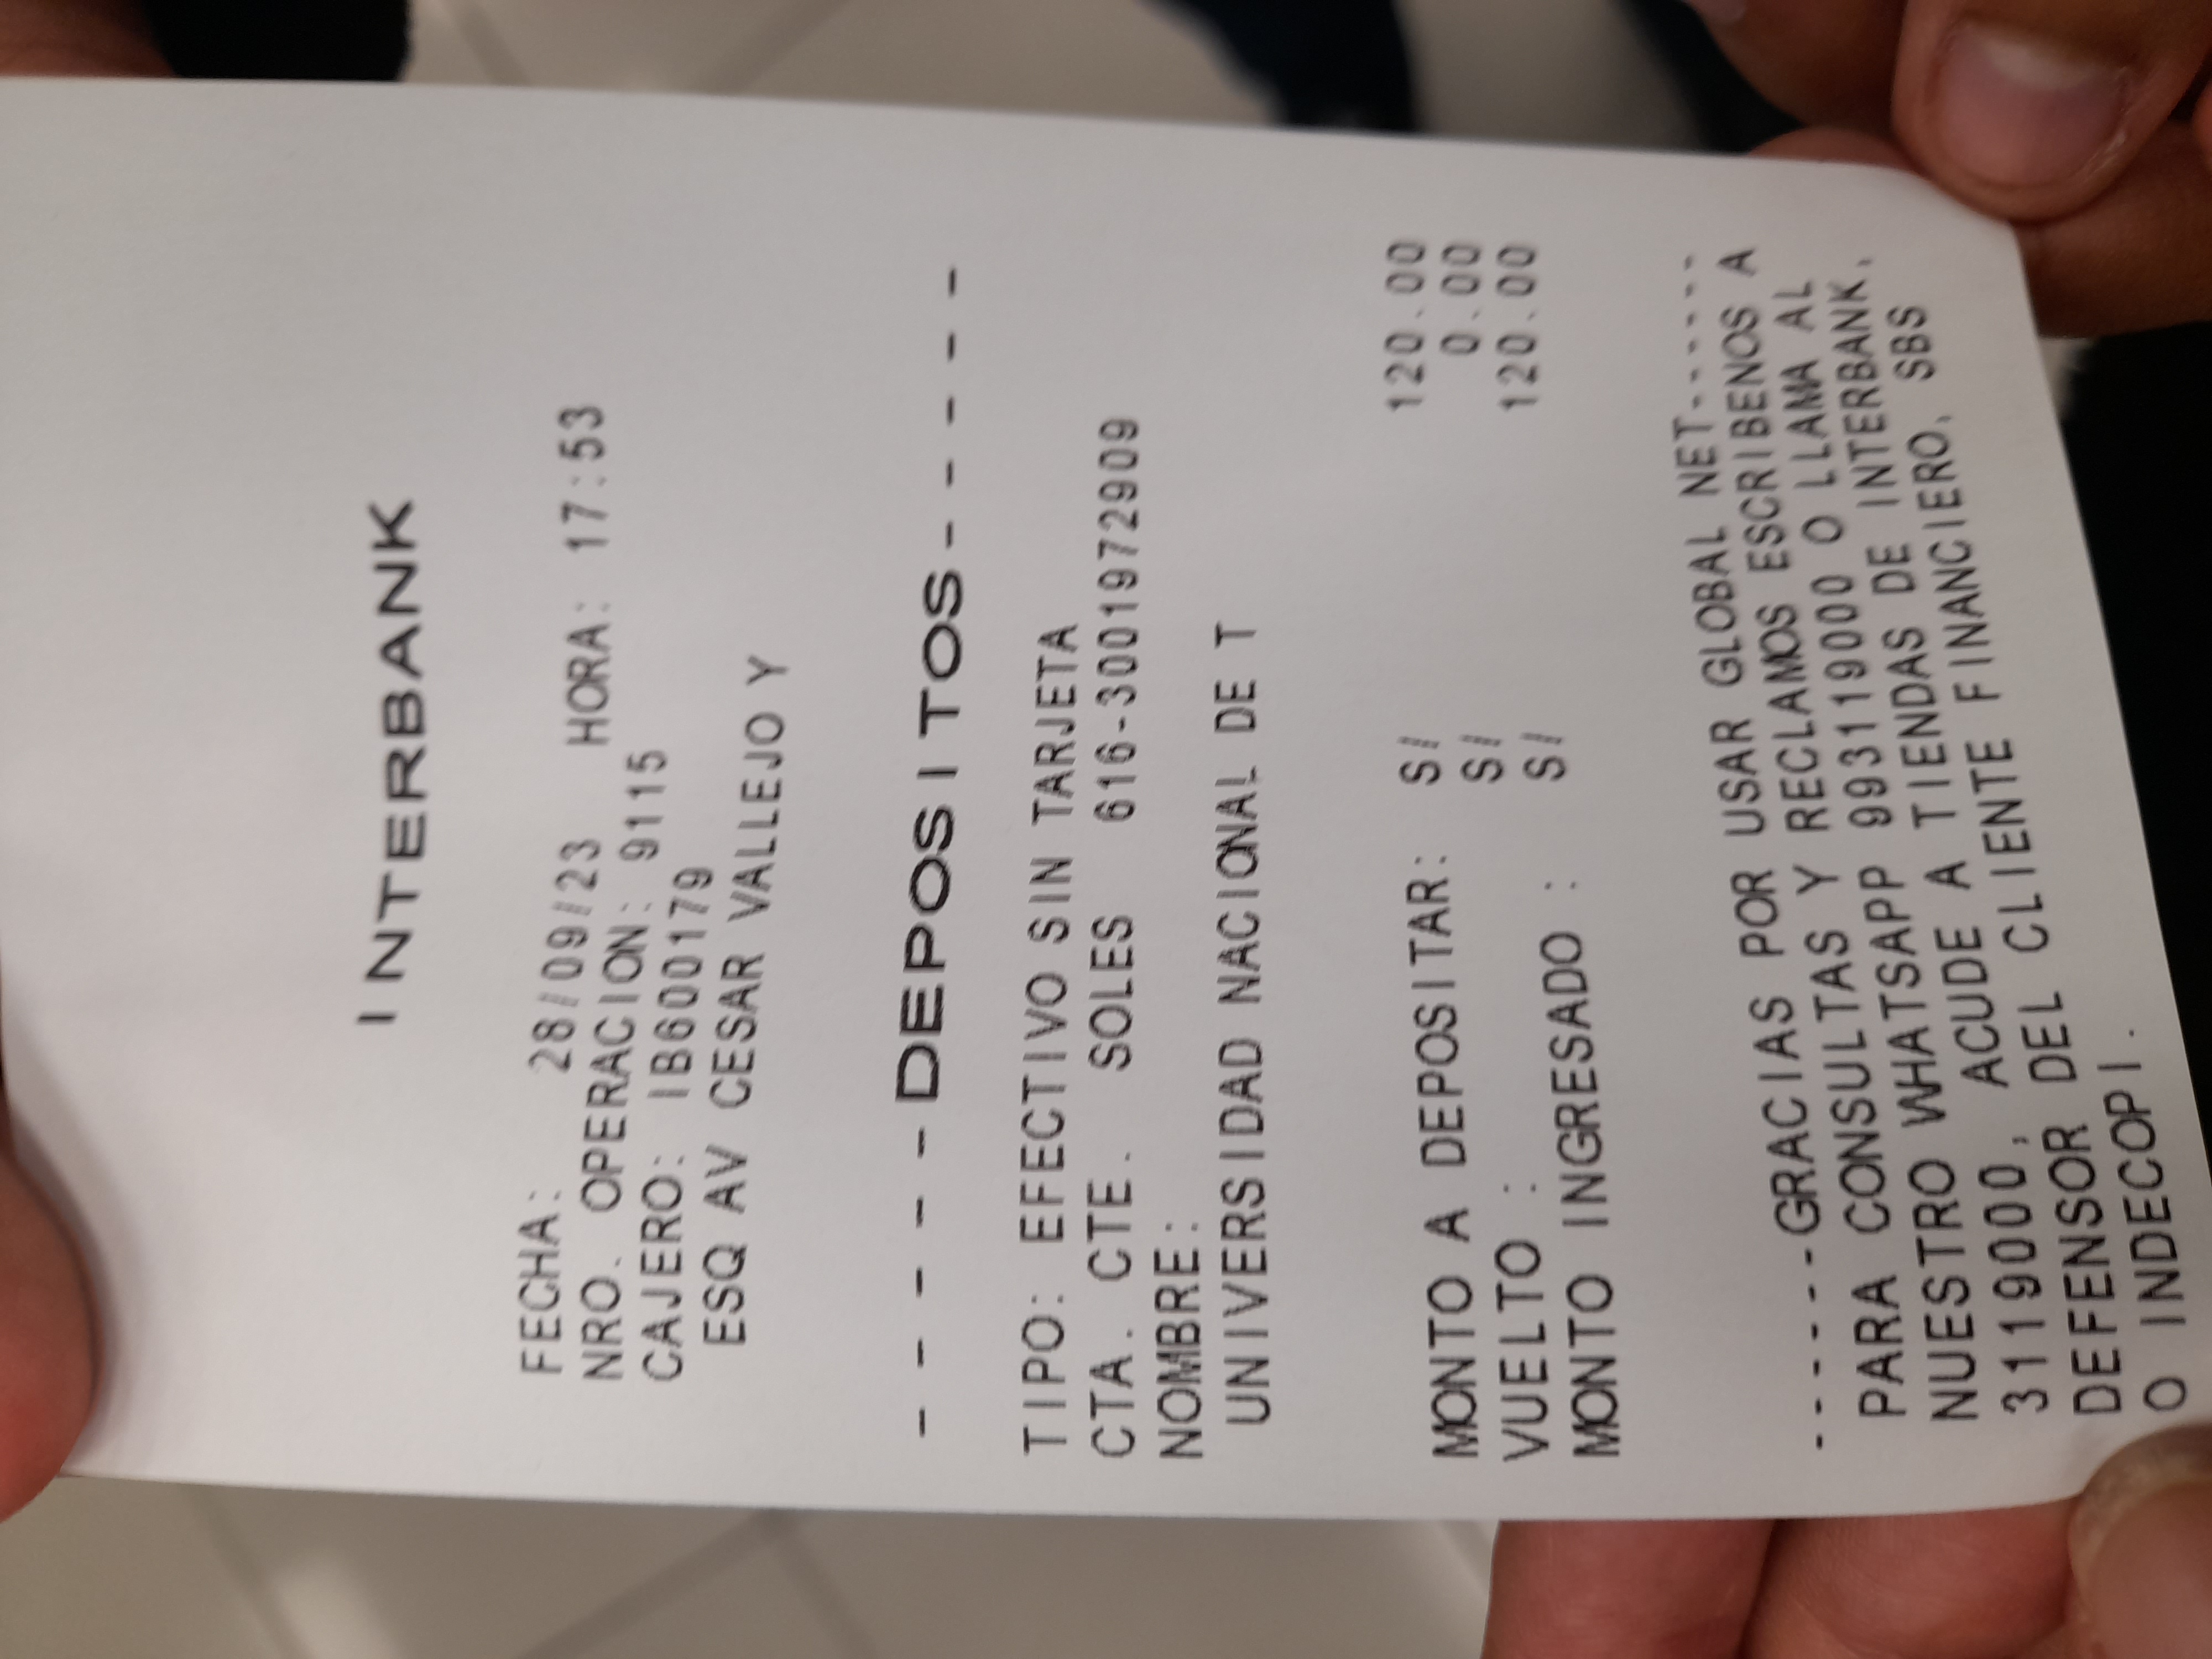 INTERBANK
FECHA: 28/09/23 HORA: 17:53
NRO. OPERACION: 9115
CAJERO: IB600179
ESQ AV CESAR VALLEJO Y
- - - - -DEPOSITOS- - - - -
TIPO: EFECTIVO SIN TARJETA
CTA. CTE. SOLES 616-3001972909
NOMBRE:
UNIVERSIDAD NACIONAL DE T
MONTO A DEPOSITAR: S/ 120.00
VUELTO : S/ 0.00
MONTO INGRESADO : S/ 120.00
------GRACIAS POR USAR GLOBAL NET------
PARA CONSULTAS Y RECLAMOS ESCRIBENOS A
NUESTRO WHATSAPP 993119000 O LLAMA AL
3119000, ACUDE A TIENDAS DE INTERBANK,
DEFENSOR DEL CLIENTE FINANCIERO, SBS
O INDECOPI.